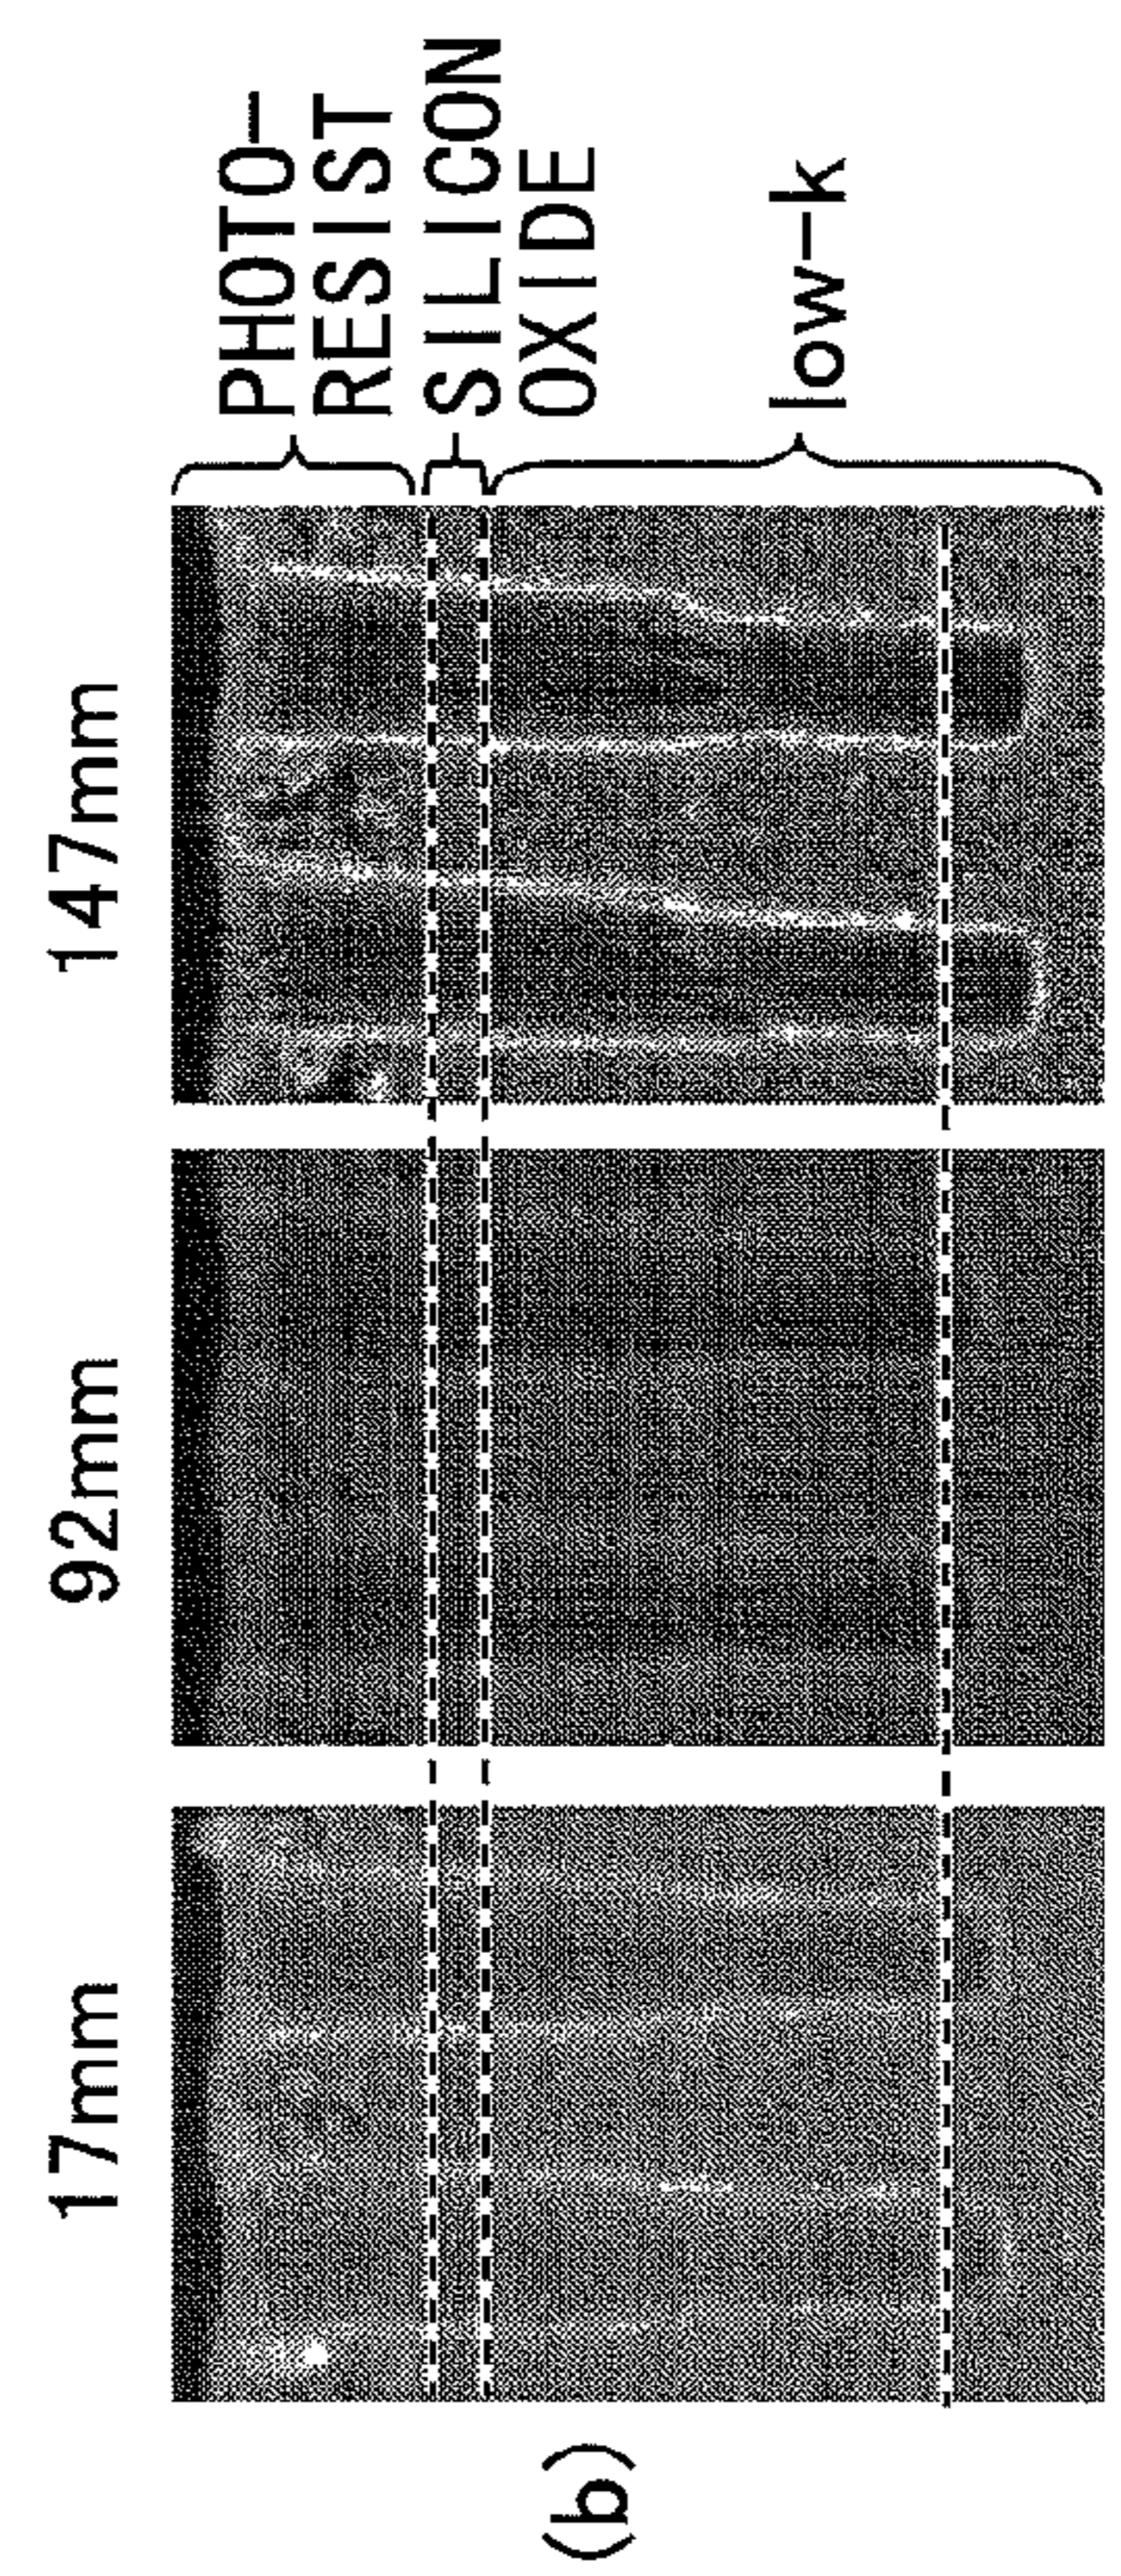 (b)
17mm
92mm
147mm
PHOTO-
RESIST
SILICON
OXIDE
low-k